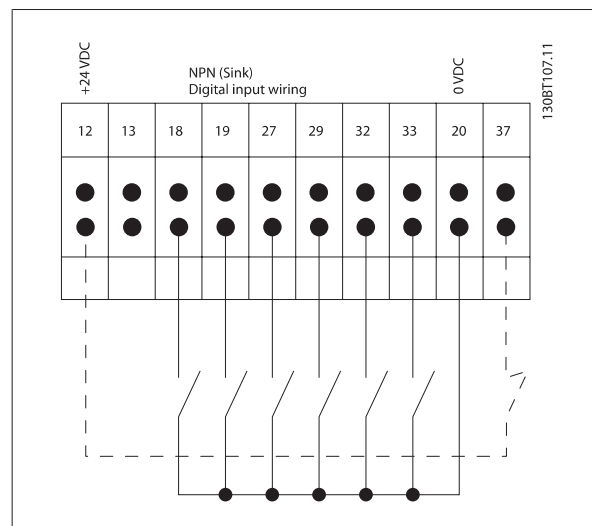 +24 VDC
NPN (Sink)
Digital input wiring
0 VDC
130BT107.11
12 13 18 19 27 29 32 33 20 37